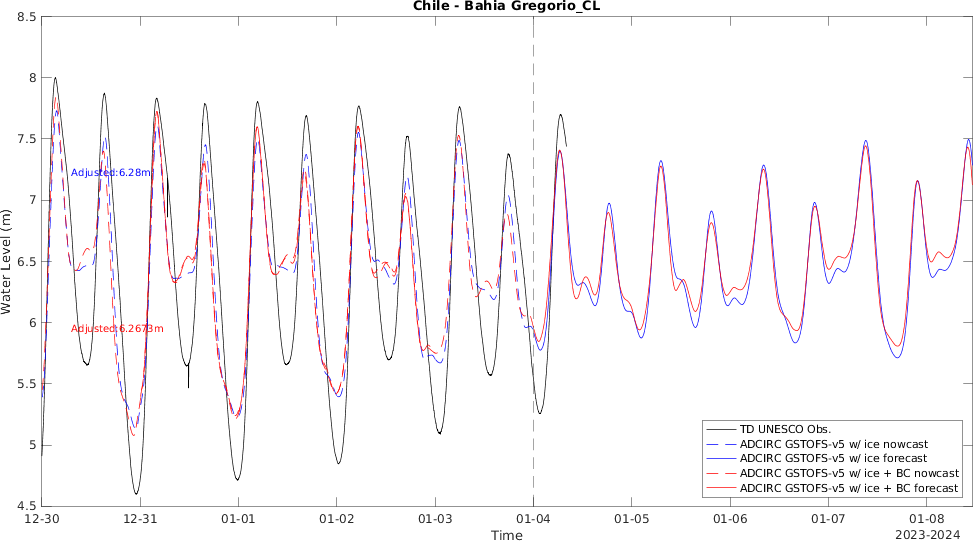 Chile - Bahia Gregorio_CL
8.5
8
7.5
7
6.5
6
5.5
5
4.5
Water Level (m)
Adjusted:6.28m
Adjusted:6.2673m
TD UNESCO Obs.
ADCIRC GSTOFS-v5 w/ ice nowcast
ADCIRC GSTOFS-v5 w/ ice forecast
ADCIRC GSTOFS-v5 w/ ice + BC nowcast
ADCIRC GSTOFS-v5 w/ ice + BC forecast
12-30 12-31 01-01 01-02 01-03 01-04 01-05 01-06 01-07 01-08
Time
2023-2024